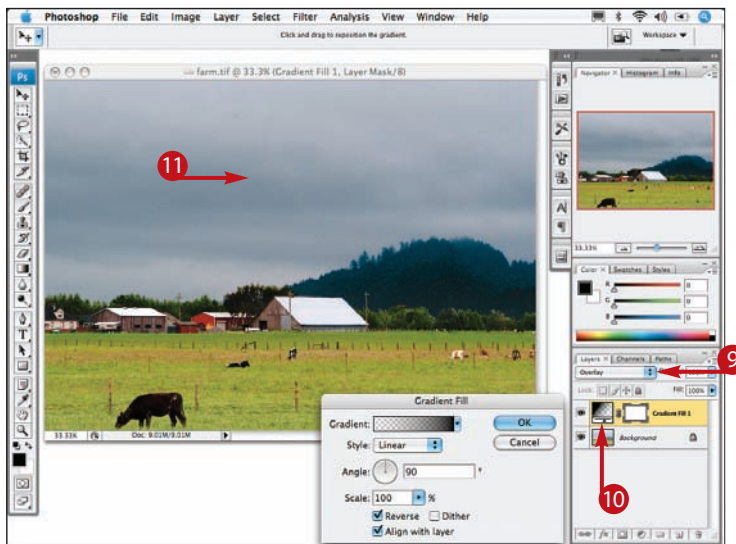 Photoshop File Edit Image Layer Select Filter Analysis View Window Help
Click and drag to reposition the gradient.
Workspace
Ps
farm.tif @ 33.3% (Gradient Fill 1, Layer Mask/8)
Navigator × Histogram Info
11
33.33%
Color × Swatches Styles
R 0
G 0
B 0
Layers × Channels Paths
9
Overlay
Lock: Fill: 100%
Gradient Fill 1
Background
33.33% Doc: 9.01M/9.01M
10
Gradient Fill
Gradient: OK
Style: Linear Cancel
Angle: 90 °
Scale: 100 %
Reverse Dither
Align with layer